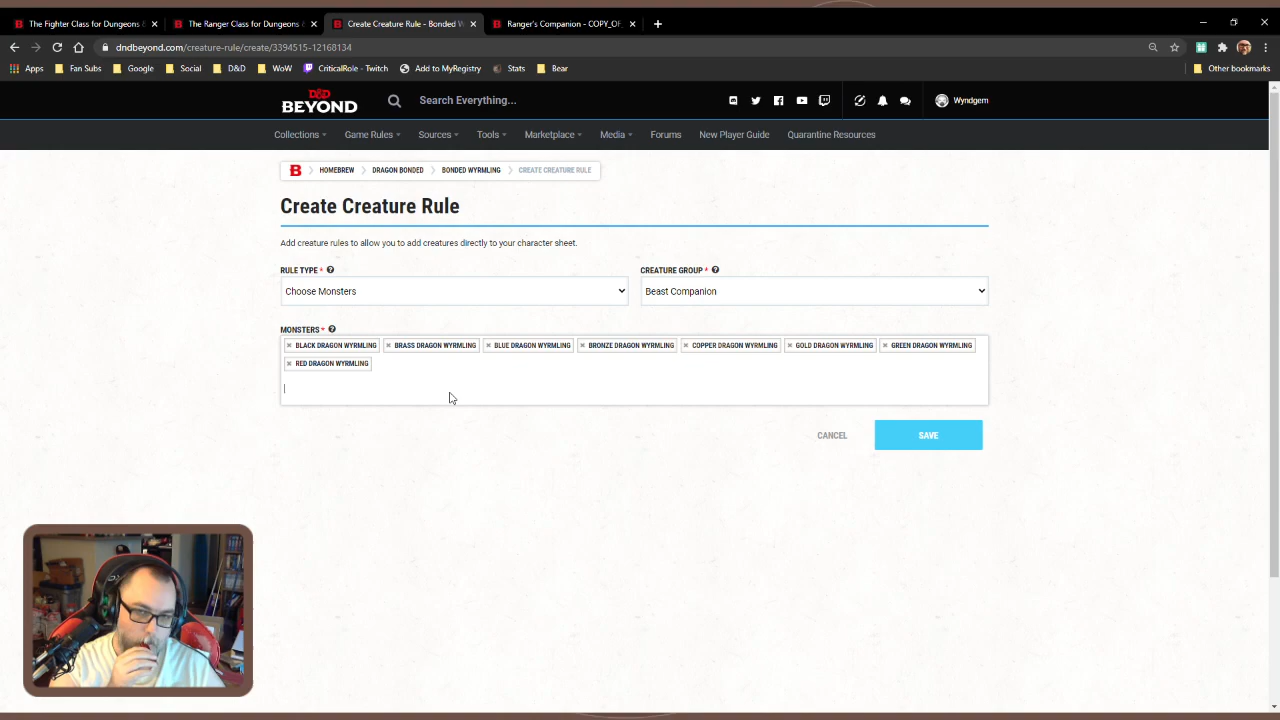 The Fighter Class for Dungeons &
The Ranger Class for Dungeons &
Create Creature Rule - Bonded W
Ranger's Companion - COPY_OF
dndbeyond.com/creature-rule/create/3394515-12168134
Apps Fan Subs Google Social D&D WoW CriticalRole - Twitch Add to MyRegistry Stats Bear Other bookmarks
D&D
BEYOND
Search Everything...
Wyndgem
Collections Game Rules Sources Tools Marketplace Media Forums New Player Guide Quarantine Resources
B HOMEBREW DRAGON BONDED BONDED WYRMLING CREATE CREATURE RULE
Create Creature Rule
Add creature rules to allow you to add creatures directly to your character sheet.
RULE TYPE *
Choose Monsters
CREATURE GROUP *
Beast Companion
MONSTERS *
× BLACK DRAGON WYRMLING × BRASS DRAGON WYRMLING × BLUE DRAGON WYRMLING × BRONZE DRAGON WYRMLING × COPPER DRAGON WYRMLING × GOLD DRAGON WYRMLING × GREEN DRAGON WYRMLING
× RED DRAGON WYRMLING
CANCEL SAVE